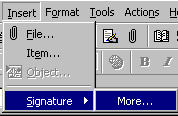 Insert Format Tools Actions H
File...
Item...
Object...
B I
Signature More...